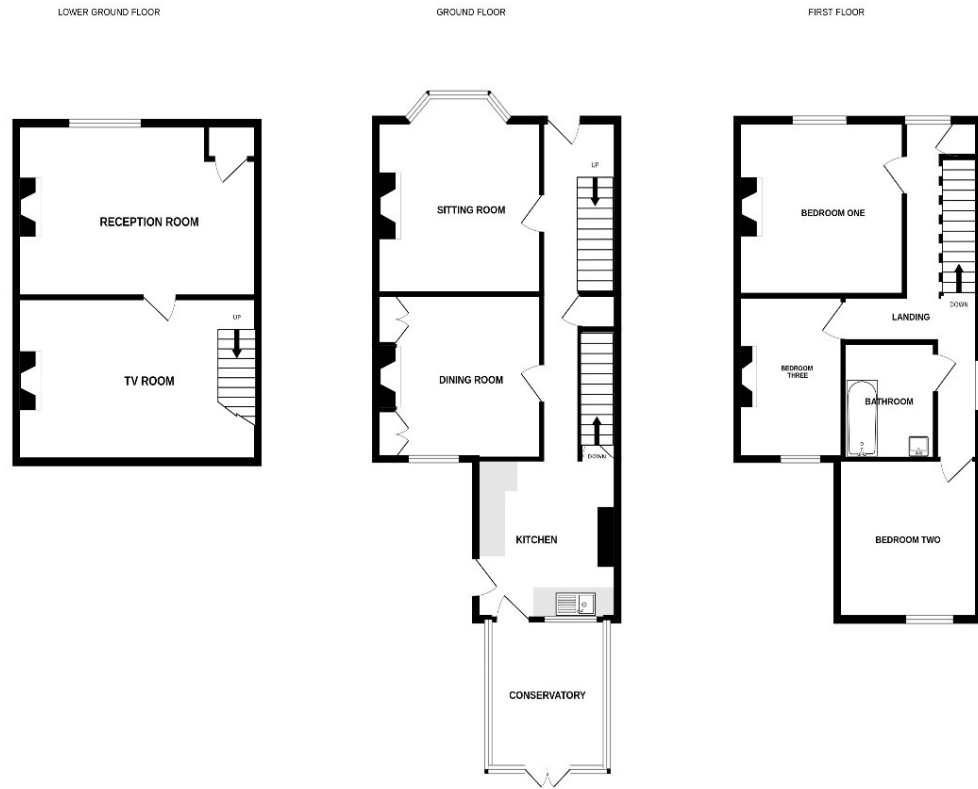 LOWER GROUND FLOOR
RECEPTION ROOM
UP
TV ROOM
GROUND FLOOR
UP
SITTING ROOM
DINING ROOM
DOWN
KITCHEN
CONSERVATORY
FIRST FLOOR
BEDROOM ONE
DOWN
LANDING
BEDROOM
THREE
BATHROOM
BEDROOM TWO